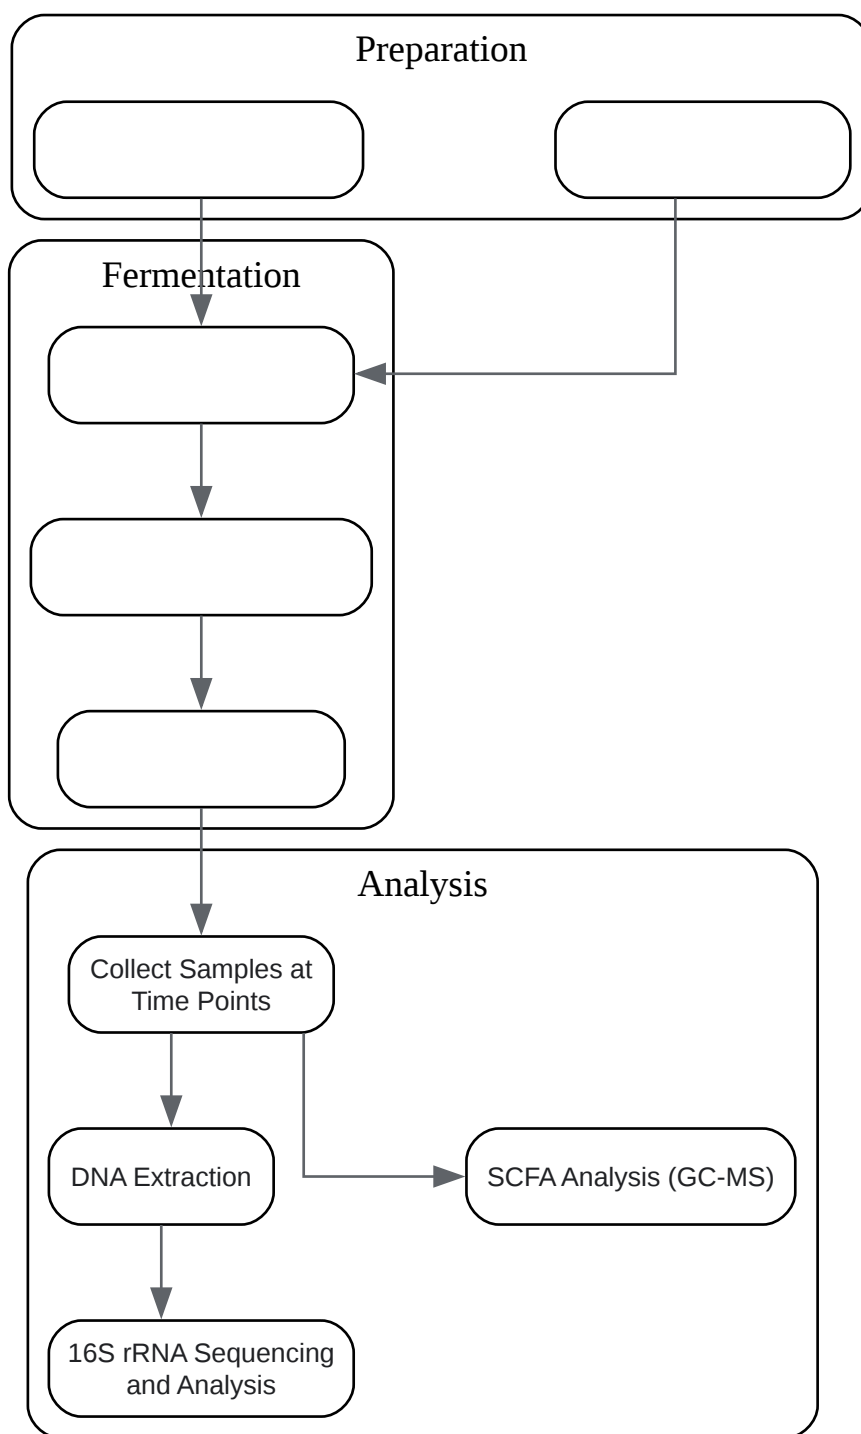 Preparation
Fermentation
Analysis
Collect Samples at
Time Points
DNA Extraction
SCFA Analysis (GC-MS)
16S rRNA Sequencing
and Analysis